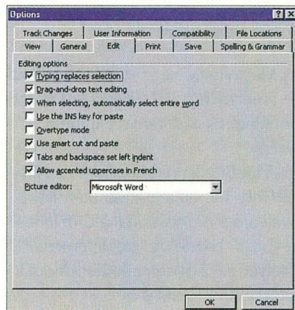 Options
Track Changes User Information Compatibility File Locations
View General Edit Print Save Spelling & Grammar
Editing options
Typing replaces selection
Drag-and-drop text editing
When selecting, automatically select entire word
Use the INS key for paste
Overtype mode
Use smart cut and paste
Tabs and backspace set left indent
Allow accented uppercase in French
Picture editor: Microsoft Word
OK Cancel